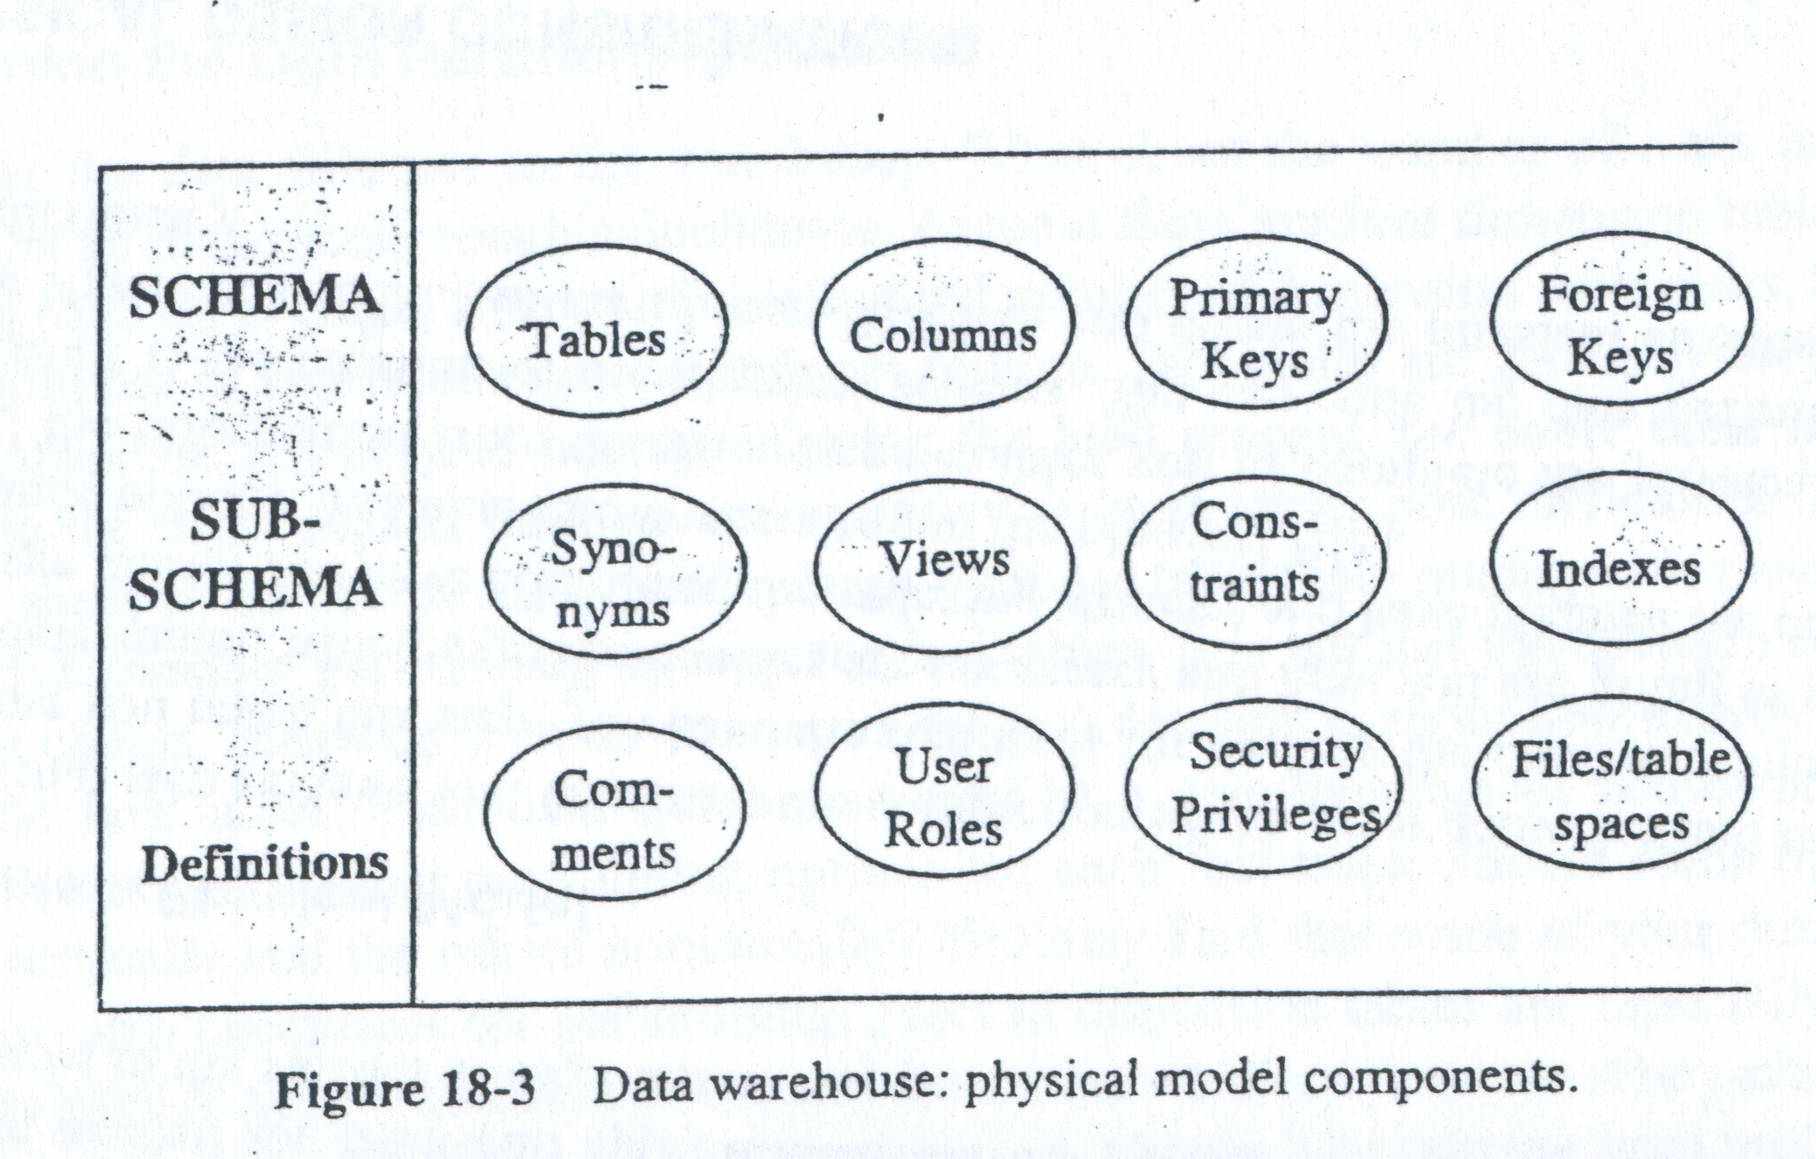 SCHEMA
SUB-
SCHEMA
Definitions
Tables
Columns
Primary
Keys
Foreign
Keys
Syno-
nyms
Views
Cons-
traints
Indexes
Com-
ments
User
Roles
Security
Privileges
Files/table
spaces
Figure 18-3 Data warehouse: physical model components.